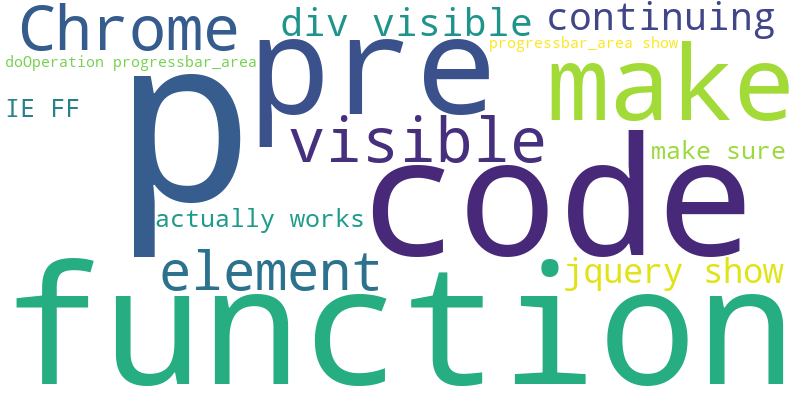 Chrome
div visible
continuing
progressbar_area show
doOperation progressbar_area
p
pre
make
IE FF
visible
code
make sure
actually works
element
jquery show
function